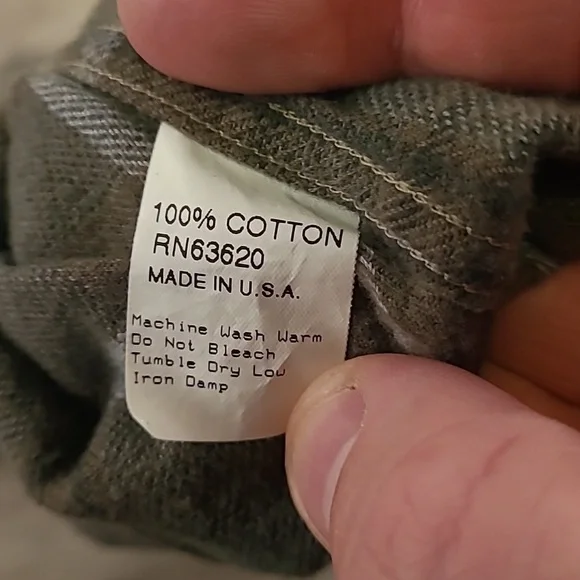 100% COTTON
RN63620
MADE IN U.S.A.
Machine Wash Warm
Do Not Bleach
Tumble Dry Low
Iron Damp